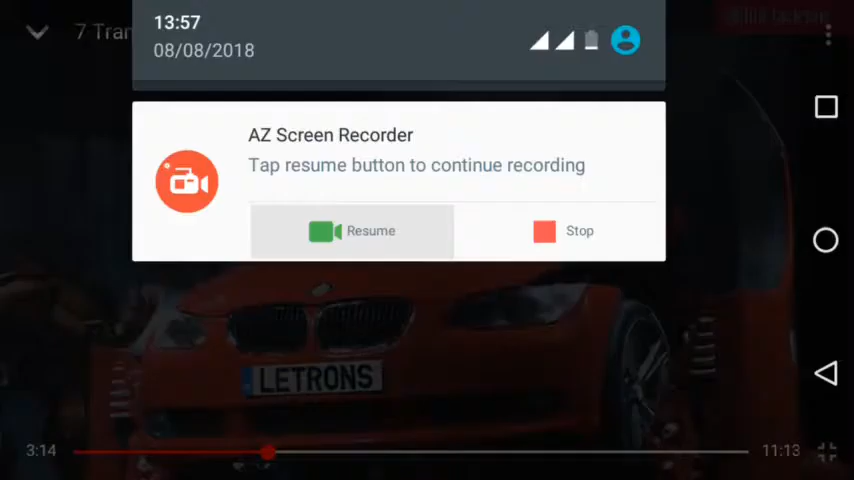 13:57
08/08/2018
7 Tran
AZ Screen Recorder
Tap resume button to continue recording
Resume
Stop
LETRONS
3:14
11:13